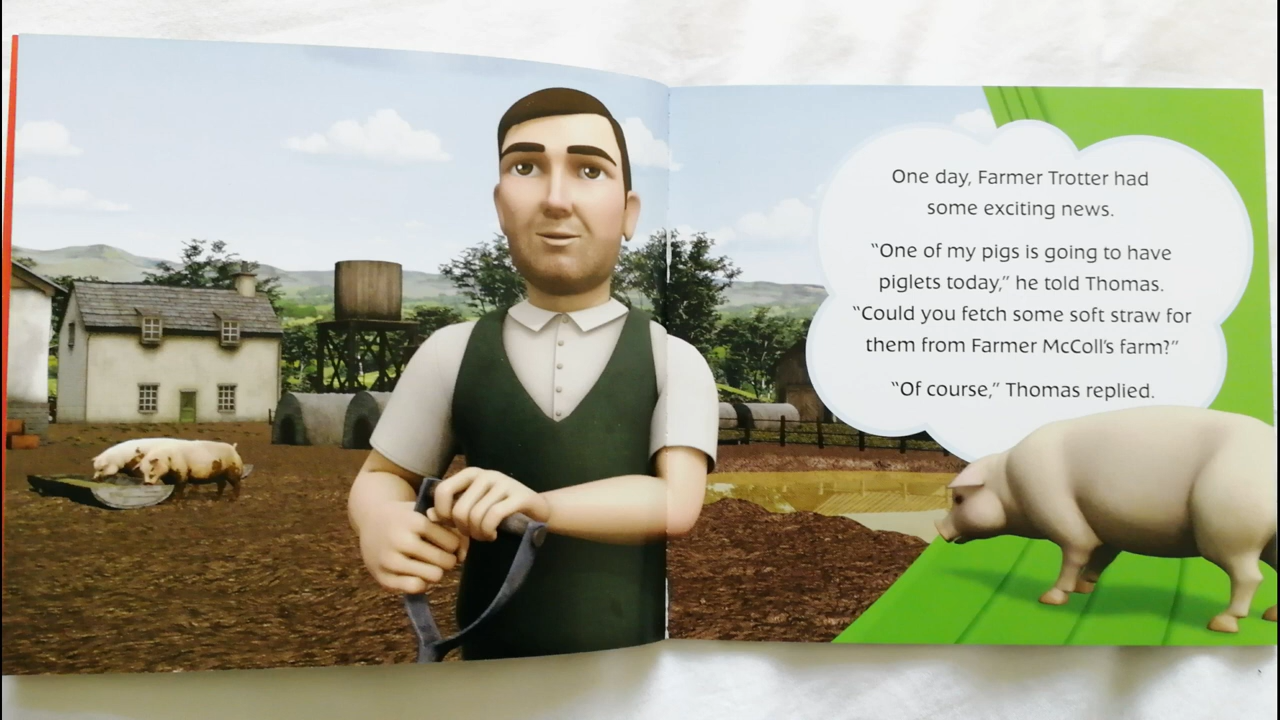 One day, Farmer Trotter had
some exciting news.
“One of my pigs is going to have
piglets today,” he told Thomas.
“Could you fetch some soft straw for
them from Farmer McColl’s farm?”
“Of course,” Thomas replied.